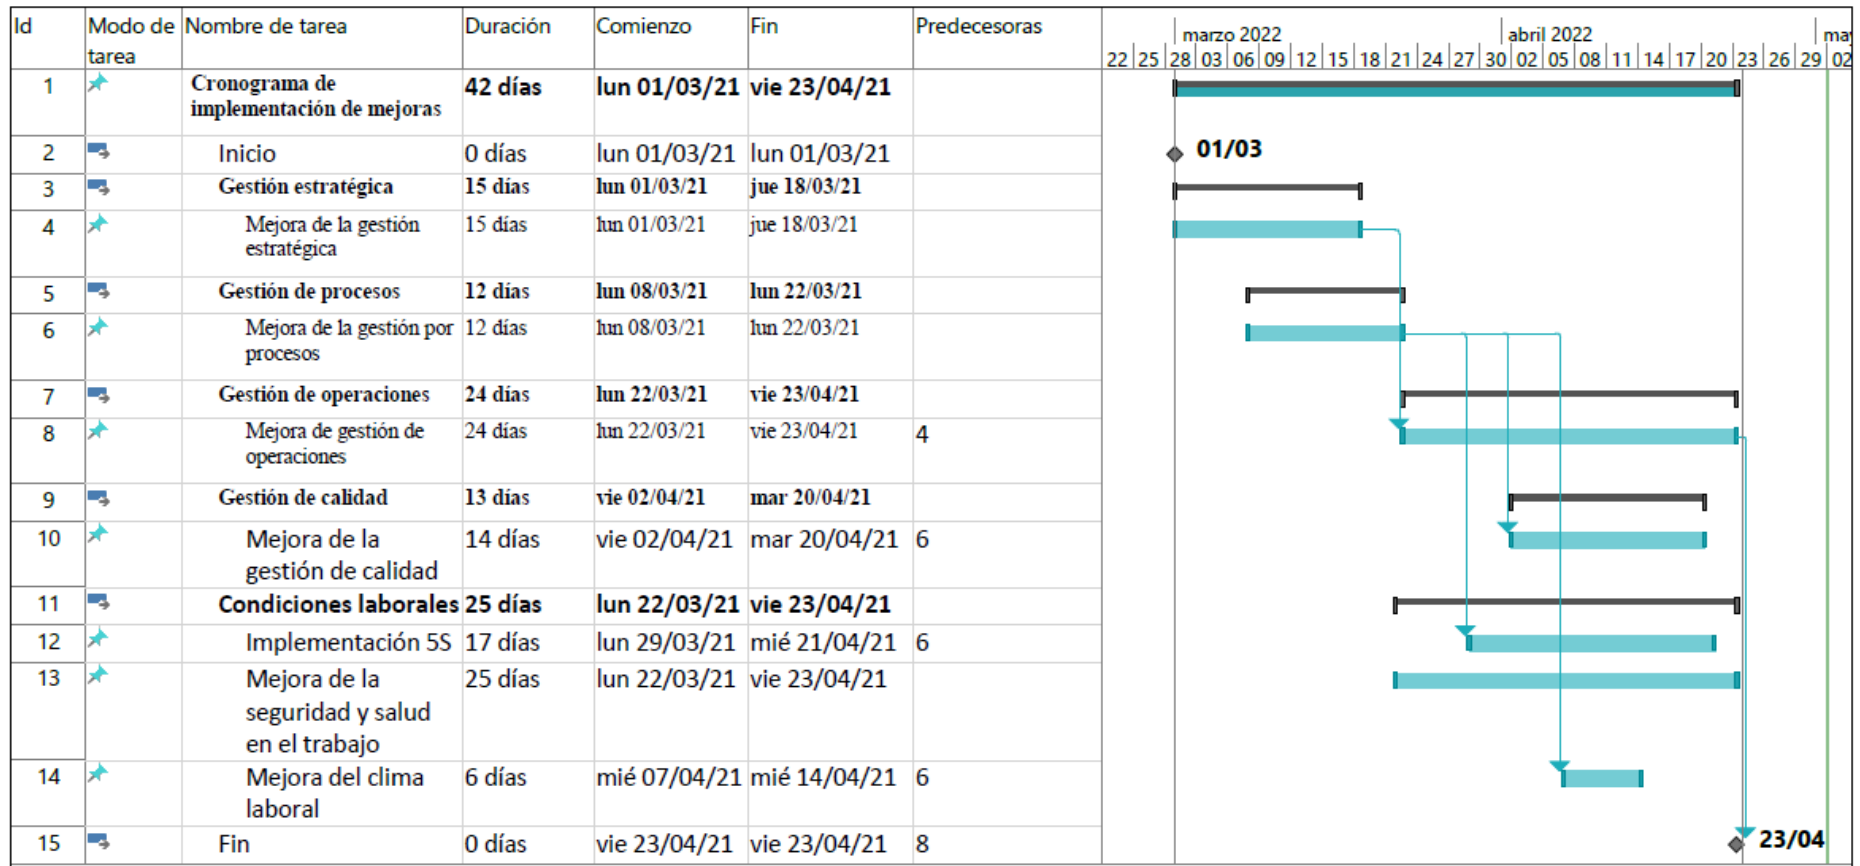 Id Modo de tarea Nombre de tarea Duración Comienzo Fin Predecesoras
marzo 2022 abril 2022 may
22 25 28 03 06 09 12 15 18 21 24 27 30 02 05 08 11 14 17 20 23 26 29 02
1 Cronograma de implementación de mejoras 42 días lun 01/03/21 vie 23/04/21
2 Inicio 0 días lun 01/03/21 lun 01/03/21
01/03
3 Gestión estratégica 15 días lun 01/03/21 jue 18/03/21
4 Mejora de la gestión estratégica 15 días lun 01/03/21 jue 18/03/21
5 Gestión de procesos 12 días lun 08/03/21 lun 22/03/21
6 Mejora de la gestión por procesos 12 días lun 08/03/21 lun 22/03/21
7 Gestión de operaciones 24 días lun 22/03/21 vie 23/04/21
8 Mejora de gestión de operaciones 24 días lun 22/03/21 vie 23/04/21 4
9 Gestión de calidad 13 días vie 02/04/21 mar 20/04/21
10 Mejora de la gestión de calidad 14 días vie 02/04/21 mar 20/04/21 6
11 Condiciones laborales 25 días lun 22/03/21 vie 23/04/21
12 Implementación 5S 17 días lun 29/03/21 mié 21/04/21 6
13 Mejora de la seguridad y salud en el trabajo 25 días lun 22/03/21 vie 23/04/21
14 Mejora del clima laboral 6 días mié 07/04/21 mié 14/04/21 6
15 Fin 0 días vie 23/04/21 vie 23/04/21 8
23/04